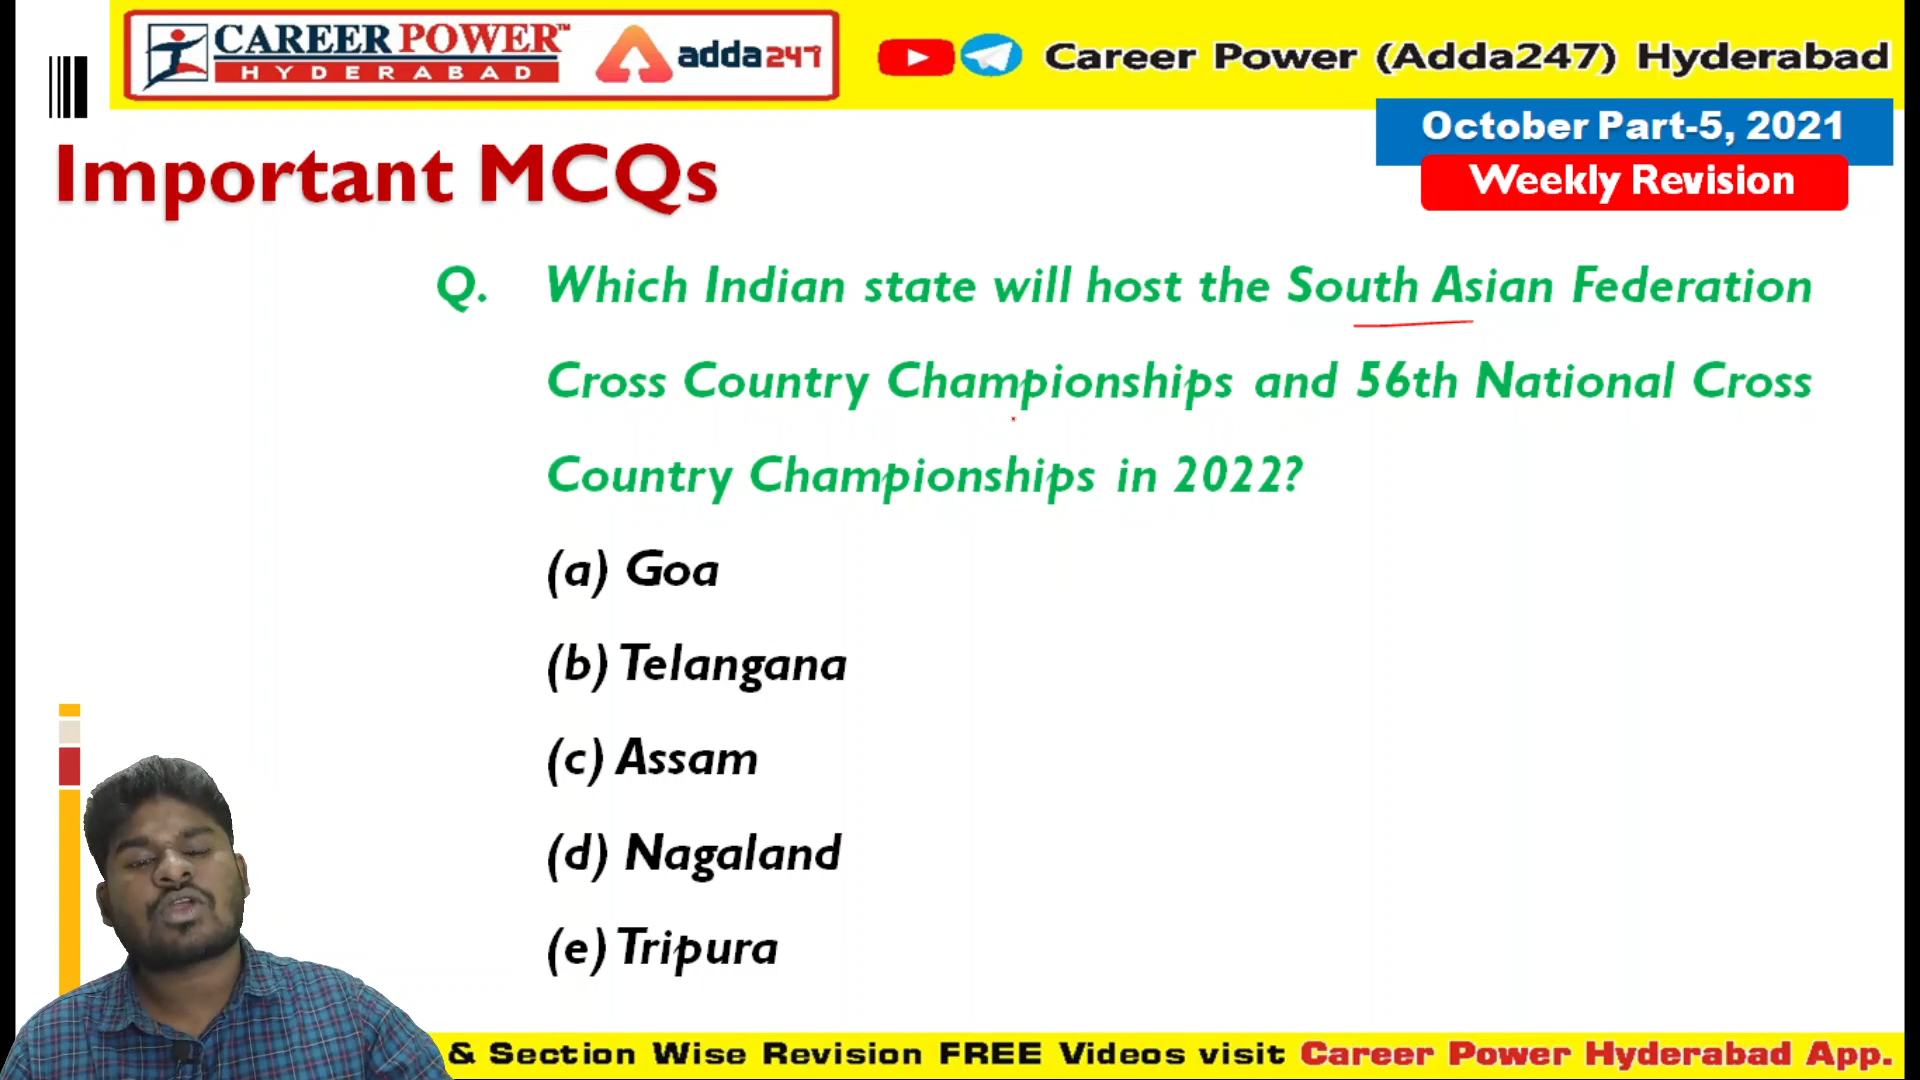 CAREER POWER™
HYDERABAD
adda247
Career Power (Adda247) Hyderabad
October Part-5, 2021
Weekly Revision
Important MCQs
Q. Which Indian state will host the South Asian Federation
Cross Country Championships and 56th National Cross
Country Championships in 2022?
(a) Goa
(b) Telangana
(c) Assam
(d) Nagaland
(e) Tripura
& Section Wise Revision FREE Videos visit Career Power Hyderabad App.